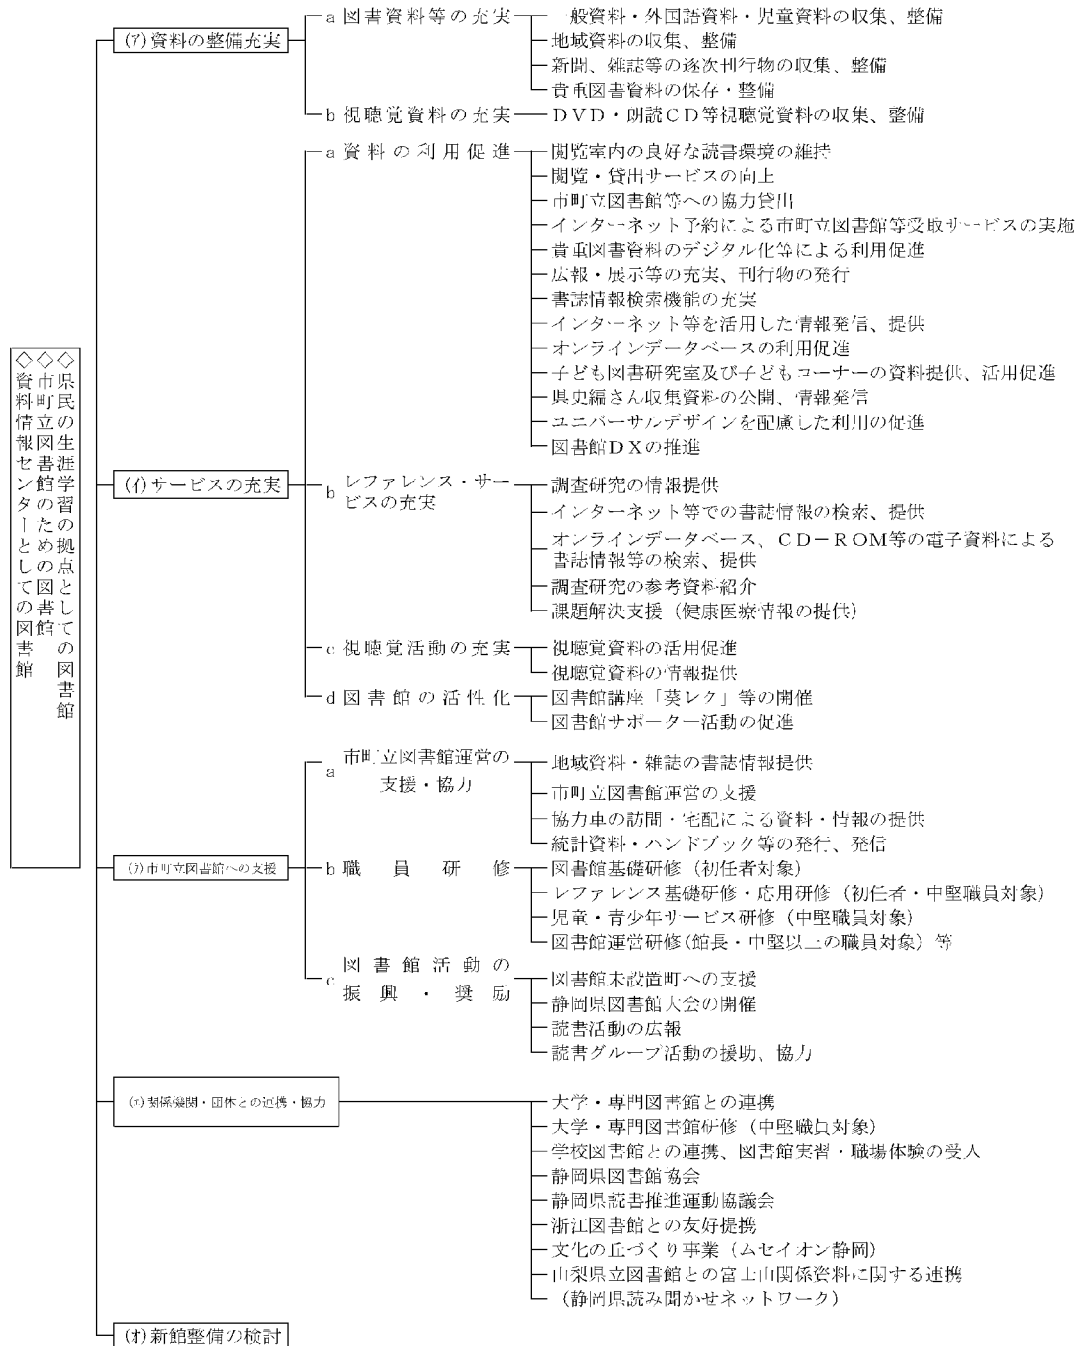 ◇県民の生涯学習の拠点としての図書館
◇市町立図書館のための図書館
◇資料情報センターとしての図書館
(ア)資料の整備充実
a 図書資料等の充実
一般資料・外国語資料・児童資料の収集、整備
地域資料の収集、整備
新聞、雑誌等の逐次刊行物の収集、整備
貴重図書資料の保存・整備
b 視聴覚資料の充実
DVD・朗読CD等視聴覚資料の収集、整備
(イ)サービスの充実
a 資料の利用促進
閲覧室内の良好な読書環境の維持
閲覧・貸出サービスの向上
市町立図書館等への協力貸出
インターネット予約による市町立図書館等受取サービスの実施
貴重図書資料のデジタル化等による利用促進
広報・展示等の充実、刊行物の発行
書誌情報検索機能の充実
インターネット等を活用した情報発信、提供
オンラインデータベースの利用促進
子ども図書研究室及び子どもコーナーの資料提供、活用促進
県史編さん収集資料の公開、情報発信
ユニバーサルデザインを配慮した利用の促進
図書館DXの推進
b レファレンス・サー
ビスの充実
調査研究の情報提供
インターネット等での書誌情報の検索、提供
オンラインデータベース、CD-ROM等の電子資料による
書誌情報等の検索、提供
調査研究の参考資料紹介
課題解決支援(健康医療情報の提供)
c 視聴覚活動の充実
視聴覚資料の活用促進
視聴覚資料の情報提供
d 図書館の活性化
図書館講座「葵レク」等の開催
図書館サポーター活動の促進
(ウ)市町立図書館への支援
a 市町立図書館運営の
支援・協力
地域資料・雑誌の書誌情報提供
市町立図書館運営の支援
協力車の訪問・宅配による資料・情報の提供
統計資料・ハンドブック等の発行、発信
b 職員研修
図書館基礎研修(初任者対象)
レファレンス基礎研修・応用研修(初任者・中堅職員対象)
児童・青少年サービス研修(中堅職員対象)
図書館運営研修(館長・中堅以上の職員対象)等
c 図書館活動の
振興・奨励
図書館未設置町への支援
静岡県図書館大会の開催
読書活動の広報
読書グループ活動の援助、協力
(エ)関係機関・団体との連携・協力
大学・専門図書館との連携
大学・専門図書館研修(中堅職員対象)
学校図書館との連携、図書館実習・職場体験の受入
静岡県図書館協会
静岡県読書推進運動協議会
浙江図書館との友好提携
文化の丘づくり事業(ムセイオン静岡)
山梨県立図書館との富士山関係資料に関する連携
(静岡県読み聞かせネットワーク)
(オ)新館整備の検討